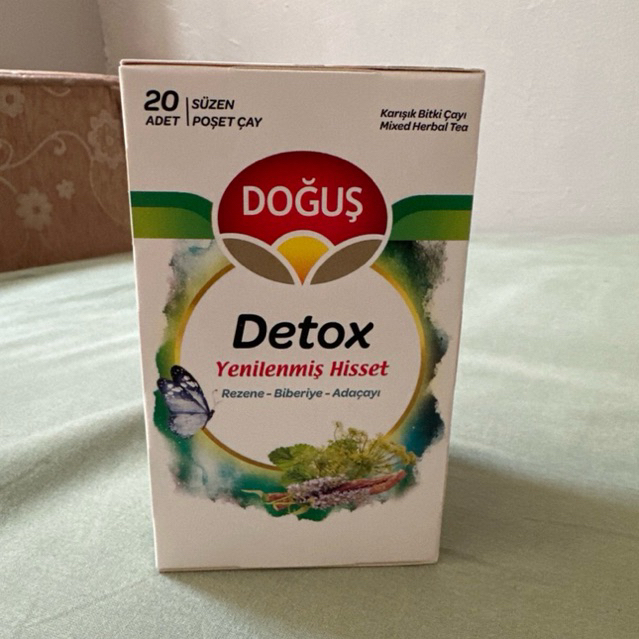 20 ADET
SÜZEN
POŞET ÇAY
Karışık Bitki Çayı
Mixed Herbal Tea
DOĞUŞ
Detox
Yenilenmiş Hisset
Rezene - Biberiye - Adaçayı